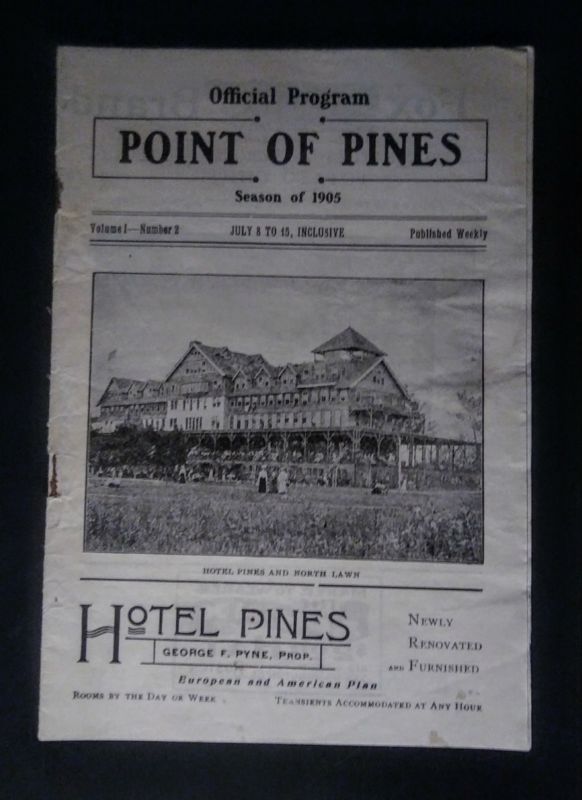 Official Program
POINT OF PINES
Season of 1905
Volume I—Number 2 JULY 8 TO 15, INCLUSIVE Published Weekly
HOTEL PINES AND NORTH LAWN
HOTEL PINES
GEORGE F. PYNE, PROP.
NEWLY
RENOVATED
AND FURNISHED
European and American Plan
ROOMS BY THE DAY OR WEEK TRANSIENTS ACCOMMODATED AT ANY HOUR